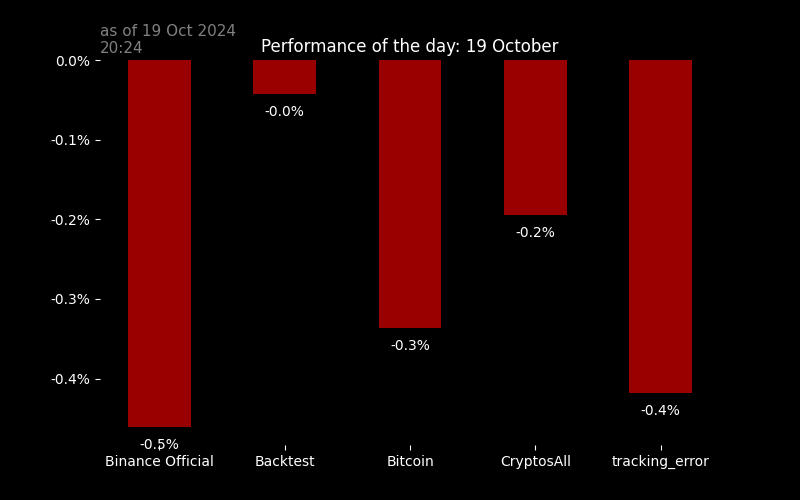 as of 19 Oct 2024
20:24
Performance of the day: 19 October
0.0%
-0.1%
-0.2%
-0.3%
-0.4%
-0.5%
-0.0%
-0.3%
-0.2%
-0.4%
Binance Official
Backtest
Bitcoin
CryptosAll
tracking_error